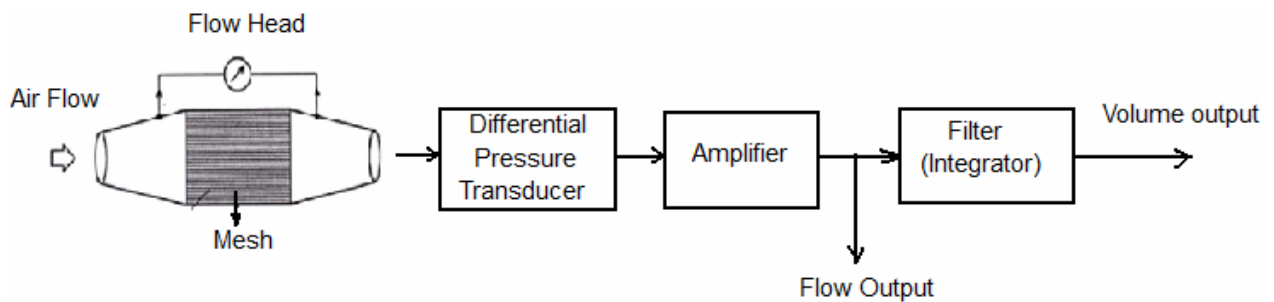 Flow Head
Air Flow
Mesh
Differential
Pressure
Transducer
Amplifier
Filter
(Integrator)
Volume output
Flow Output